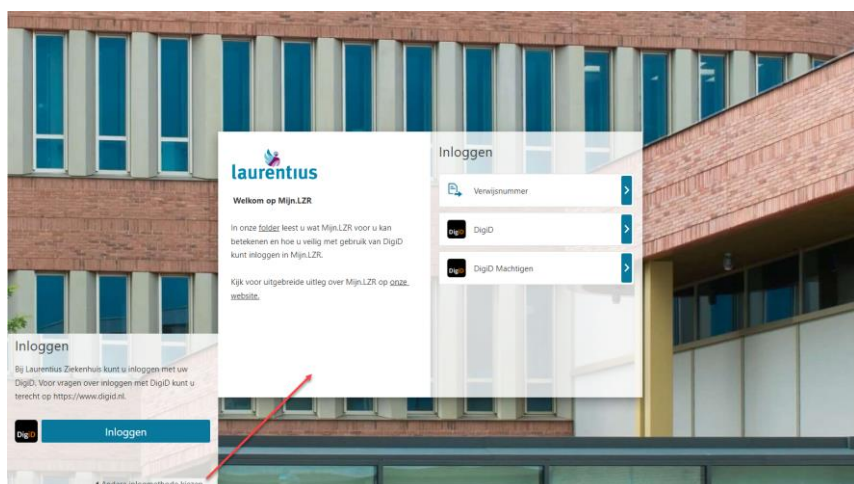 laurentius
Welkom op Mijn.LZR
In onze folder leest u wat Mijn.LZR voor u kan
betekenen en hoe u veilig met gebruik van DigiD
kunt inloggen in Mijn.LZR.
Kijk voor uitgebreide uitleg over Mijn.LZR op onze
website.
Inloggen
Verwijsnummer
DigiD
DigiD
DigiD
DigiD Machtigen
Inloggen
Bij Laurentius Ziekenhuis kunt u inloggen met uw
DigiD. Voor vragen over inloggen met DigiD kunt u
terecht op https://www.digid.nl.
DigiD
Inloggen
Andere inlogmethode kiezen